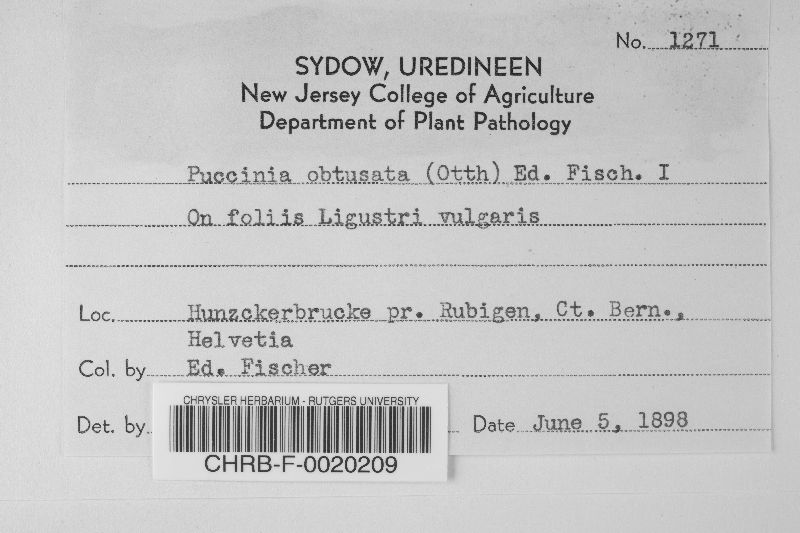 No. 1271
SYDOW, UREDINEEN
New Jersey College of Agriculture
Department of Plant Pathology
Puccinia obtusata (Otth) Ed. Fisch. I
On foliis Ligustri vulgaris
Loc. Hunzckerbrucke pr. Rubigen, Ct. Bern.,
Helvetia
Col. by Ed. Fischer
Det. by Date June 5, 1898
CHRYSLER HERBARIUM - RUTGERS UNIVERSITY
CHRB-F-0020209